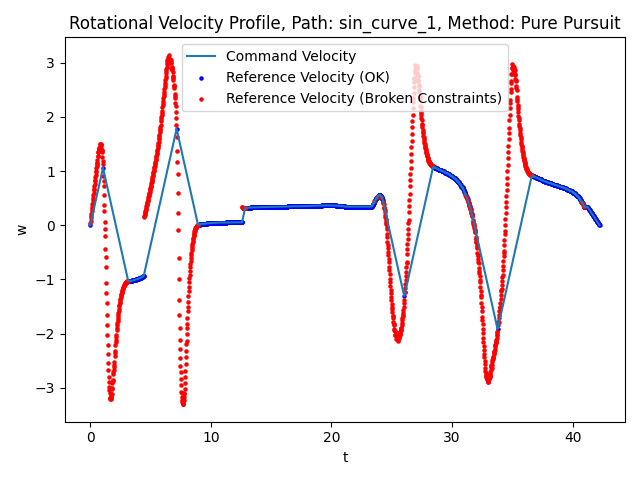 Rotational Velocity Profile, Path: sin_curve_1, Method: Pure Pursuit
Command Velocity
Reference Velocity (OK)
Reference Velocity (Broken Constraints)
3
2
1
0
−1
−2
−3
w
0 10 20 30 40
t